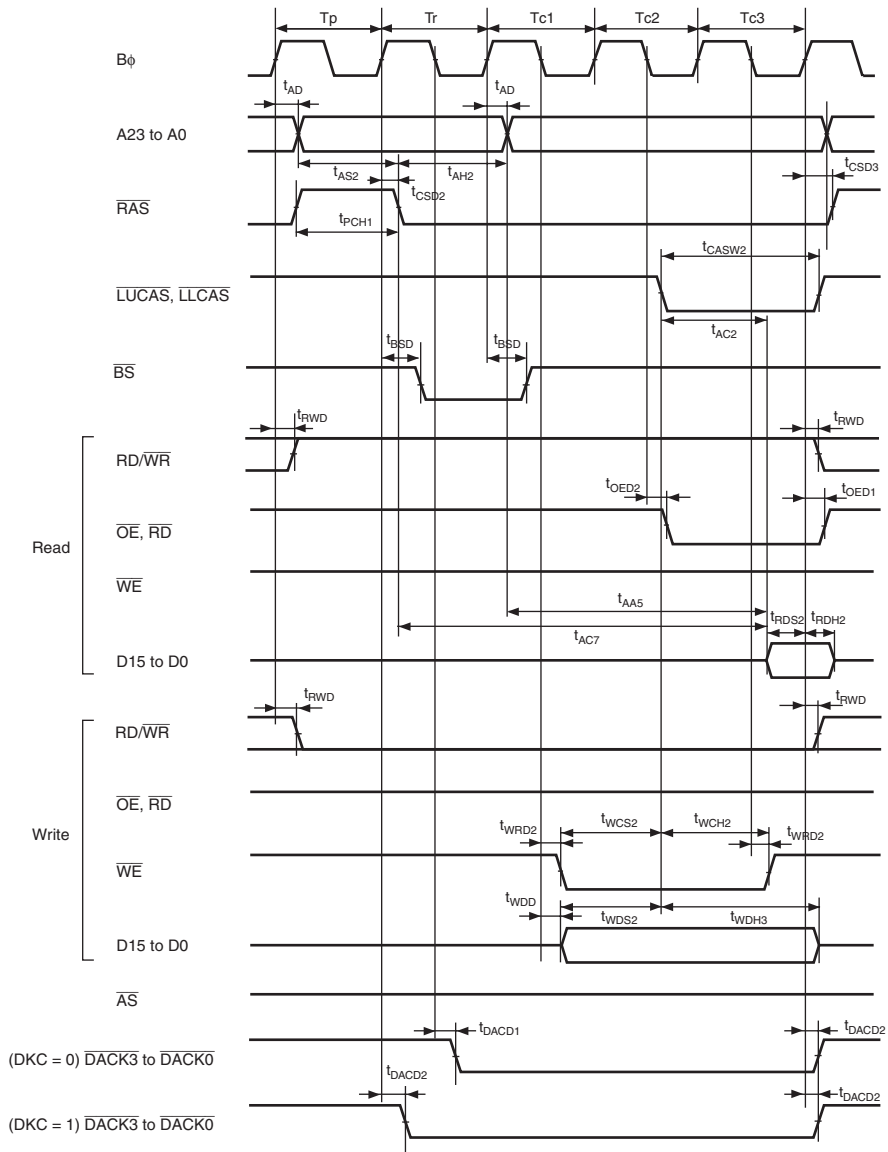 Tp Tr Tc1 Tc2 Tc3
Bϕ
tAD tAD
A23 to A0
tAS2 tAH2 tCSD3
tCSD2
RAS
tPCH1
tCASW2
LUCAS, LLCAS
tAC2
tBSD tBSD
BS
tRWD tRWD
RD/WR
tOED2 tOED1
OE, RD
Read
WE
tAA5
tRDS2 tRDH2
tAC7
D15 to D0
tRWD tRWD
RD/WR
OE, RD
Write
tWRD2 tWCS2 tWCH2 tWRD2
WE
tWDD tWDS2 tWDH3
D15 to D0
AS
tDACD1 tDACD2
(DKC = 0) DACK3 to DACK0
tDACD2 tDACD2
(DKC = 1) DACK3 to DACK0